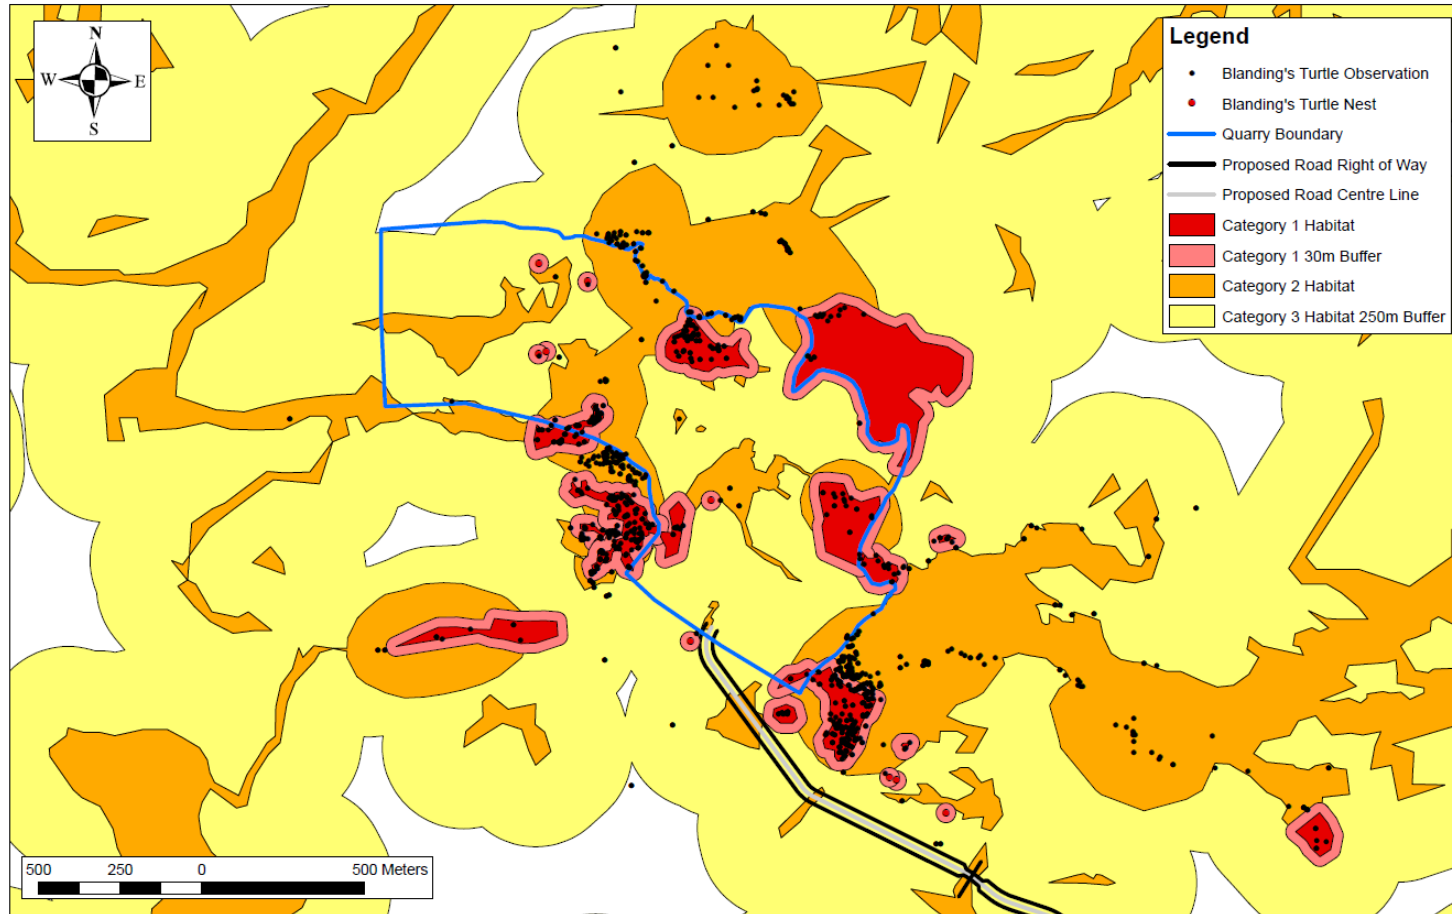 N
W E
S
Legend
Blanding's Turtle Observation
Blanding's Turtle Nest
Quarry Boundary
Proposed Road Right of Way
Proposed Road Centre Line
Category 1 Habitat
Category 1 30m Buffer
Category 2 Habitat
Category 3 Habitat 250m Buffer
500 250 0 500 Meters